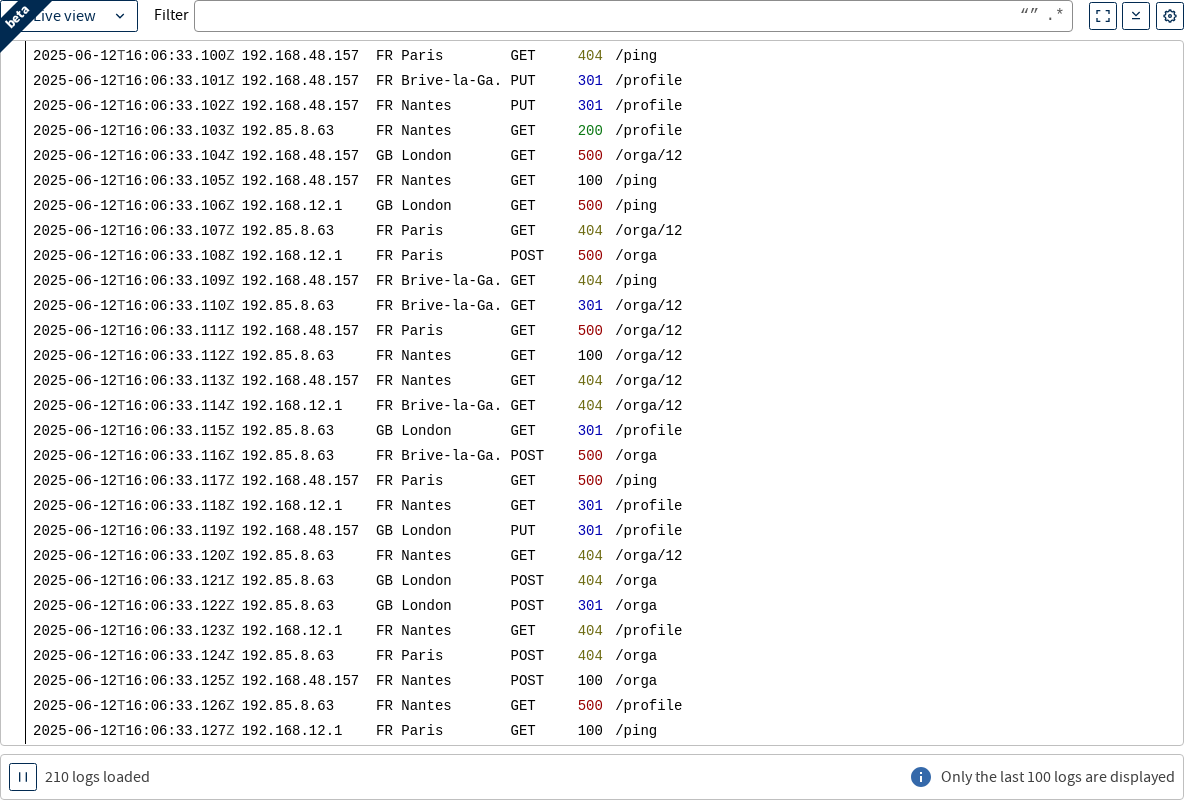 beta
Live view
Filter
“” .*
2025-06-12T16:06:33.100Z 192.168.48.157 FR Paris GET 404 /ping
2025-06-12T16:06:33.101Z 192.168.48.157 FR Brive-la-Ga. PUT 301 /profile
2025-06-12T16:06:33.102Z 192.168.48.157 FR Nantes PUT 301 /profile
2025-06-12T16:06:33.103Z 192.85.8.63 FR Nantes GET 200 /profile
2025-06-12T16:06:33.104Z 192.168.48.157 GB London GET 500 /orga/12
2025-06-12T16:06:33.105Z 192.168.48.157 FR Nantes GET 100 /ping
2025-06-12T16:06:33.106Z 192.168.12.1 GB London GET 500 /ping
2025-06-12T16:06:33.107Z 192.85.8.63 FR Paris GET 404 /orga/12
2025-06-12T16:06:33.108Z 192.168.12.1 FR Paris POST 500 /orga
2025-06-12T16:06:33.109Z 192.168.48.157 FR Brive-la-Ga. GET 404 /ping
2025-06-12T16:06:33.110Z 192.85.8.63 FR Brive-la-Ga. GET 301 /orga/12
2025-06-12T16:06:33.111Z 192.168.48.157 FR Paris GET 500 /orga/12
2025-06-12T16:06:33.112Z 192.85.8.63 FR Nantes GET 100 /orga/12
2025-06-12T16:06:33.113Z 192.168.48.157 FR Nantes GET 404 /orga/12
2025-06-12T16:06:33.114Z 192.168.12.1 FR Brive-la-Ga. GET 404 /orga/12
2025-06-12T16:06:33.115Z 192.85.8.63 GB London GET 301 /profile
2025-06-12T16:06:33.116Z 192.85.8.63 FR Brive-la-Ga. POST 500 /orga
2025-06-12T16:06:33.117Z 192.168.48.157 FR Paris GET 500 /ping
2025-06-12T16:06:33.118Z 192.168.12.1 FR Nantes GET 301 /profile
2025-06-12T16:06:33.119Z 192.168.48.157 GB London PUT 301 /profile
2025-06-12T16:06:33.120Z 192.85.8.63 FR Nantes GET 404 /orga/12
2025-06-12T16:06:33.121Z 192.85.8.63 GB London POST 404 /orga
2025-06-12T16:06:33.122Z 192.85.8.63 GB London POST 301 /orga
2025-06-12T16:06:33.123Z 192.168.12.1 FR Nantes GET 404 /profile
2025-06-12T16:06:33.124Z 192.85.8.63 FR Paris POST 404 /orga
2025-06-12T16:06:33.125Z 192.168.48.157 FR Nantes POST 100 /orga
2025-06-12T16:06:33.126Z 192.85.8.63 FR Nantes GET 500 /profile
2025-06-12T16:06:33.127Z 192.168.12.1 FR Paris GET 100 /ping
210 logs loaded
Only the last 100 logs are displayed